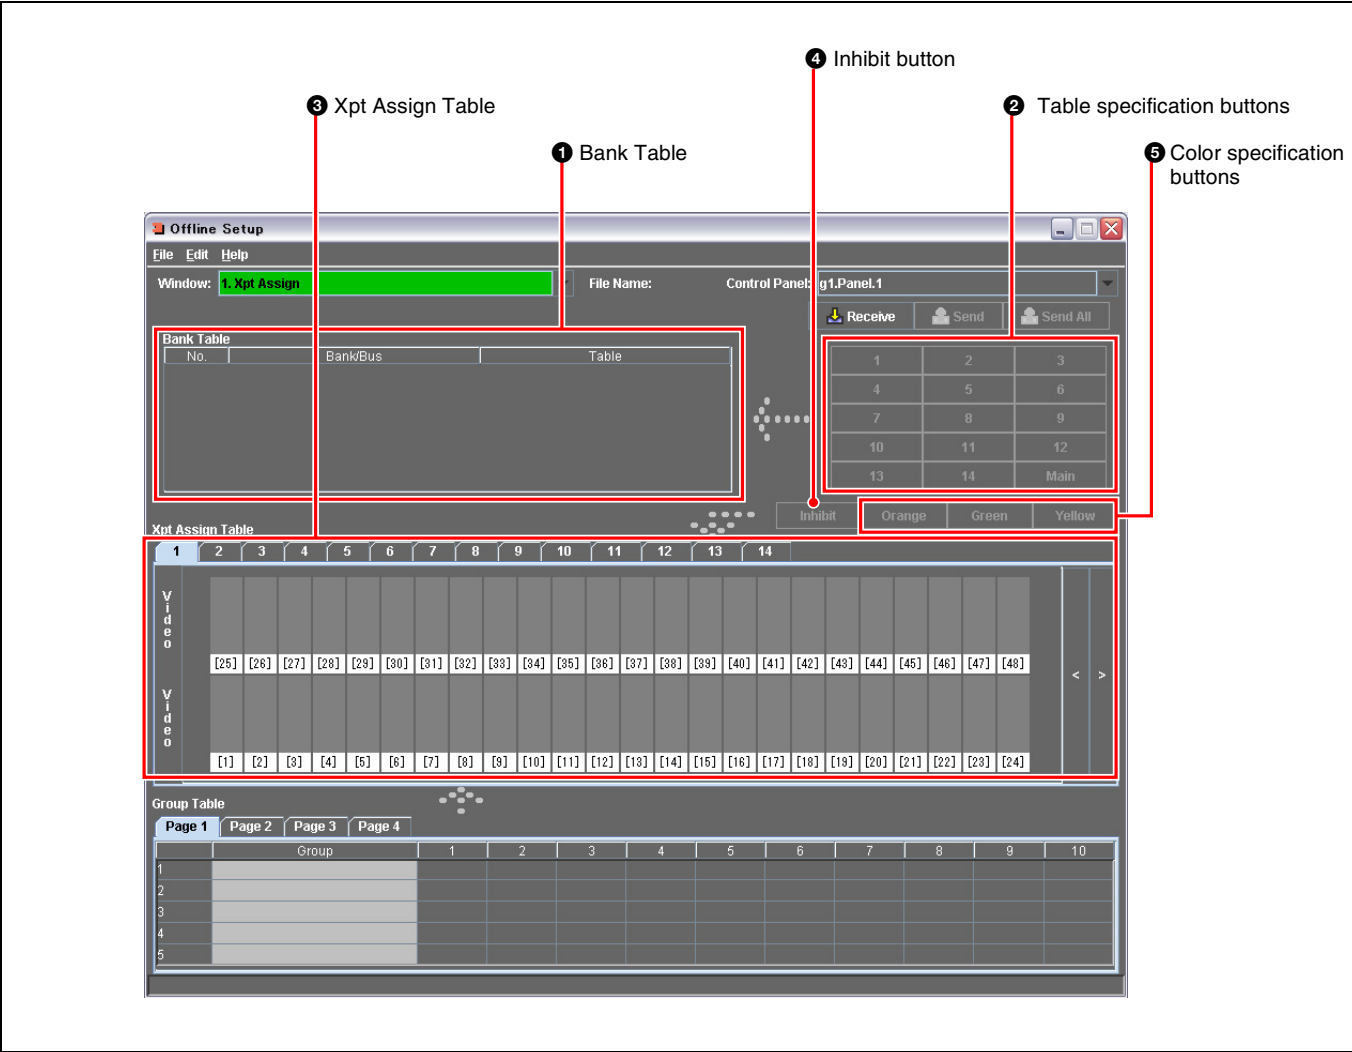 4 Inhibit button
3 Xpt Assign Table
2 Table specification buttons
1 Bank Table
5 Color specification
buttons
Offline Setup
File Edit Help
Window: 1. Xpt Assign File Name: Control Panel: g1.Panel.1
Receive Send Send All
Bank Table
No. Bank/Bus Table
1 2 3
4 5 6
7 8 9
10 11 12
13 14 Main
Inhibit Orange Green Yellow
Xpt Assign Table
1 2 3 4 5 6 7 8 9 10 11 12 13 14
Video
[25] [26] [27] [28] [29] [30] [31] [32] [33] [34] [35] [36] [37] [38] [39] [40] [41] [42] [43] [44] [45] [46] [47] [48]
< >
Video
[1] [2] [3] [4] [5] [6] [7] [8] [9] [10] [11] [12] [13] [14] [15] [16] [17] [18] [19] [20] [21] [22] [23] [24]
Group Table
Page 1 Page 2 Page 3 Page 4
Group 1 2 3 4 5 6 7 8 9 10
1
2
3
4
5